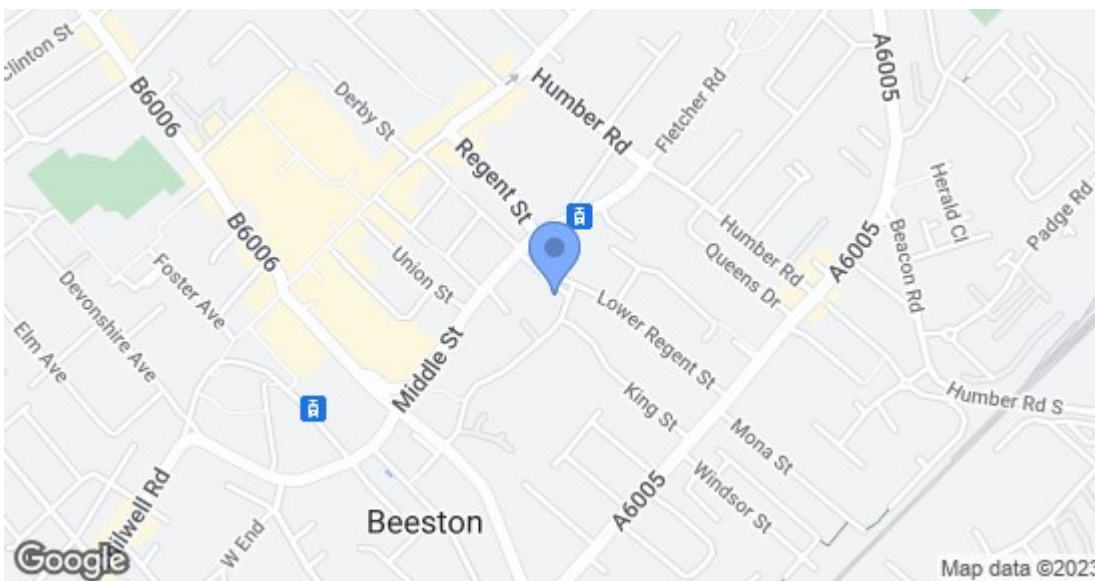 Clinton St
B6006
Derby St
Humber Rd
Fletcher Rd
A6005
Regent St
Herald Cl
Padge Rd
Humber Rd
Queens Dr
A6005
Beacon Rd
B6006
Union St
Foster Ave
Devonshire Ave
Elm Ave
Middle St
Lower Regent St
King St
Humber Rd S
Mona St
Windsor St
A6005
W End
Beeston
Google
Map data ©2023